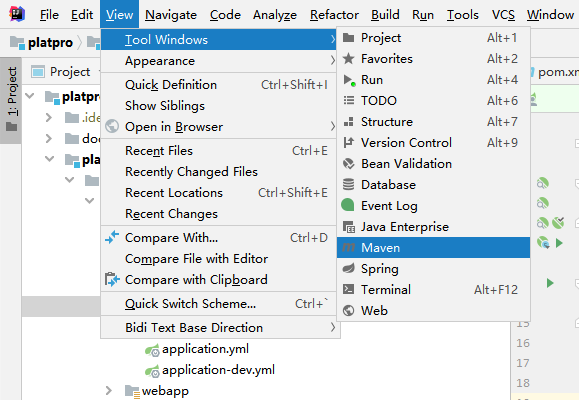 File Edit View Navigate Code Analyze Refactor Build Run Tools VCS Window
platpro
Project
1: Project
platpro
.ide
doc
pla
Tool Windows
Appearance
Quick Definition Ctrl+Shift+I
Show Siblings
Open in Browser
Recent Files Ctrl+E
Recently Changed Files
Recent Locations Ctrl+Shift+E
Recent Changes
Compare With... Ctrl+D
Compare File with Editor
Compare with Clipboard
Quick Switch Scheme... Ctrl+`
Bidi Text Base Direction
Project Alt+1
Favorites Alt+2
Run Alt+4
TODO Alt+6
Structure Alt+7
Version Control Alt+9
Bean Validation
Database
Event Log
Java Enterprise
Maven
Spring
Terminal Alt+F12
Web
application.yml
application-dev.yml
webapp
pom.xm
15
16
17
18